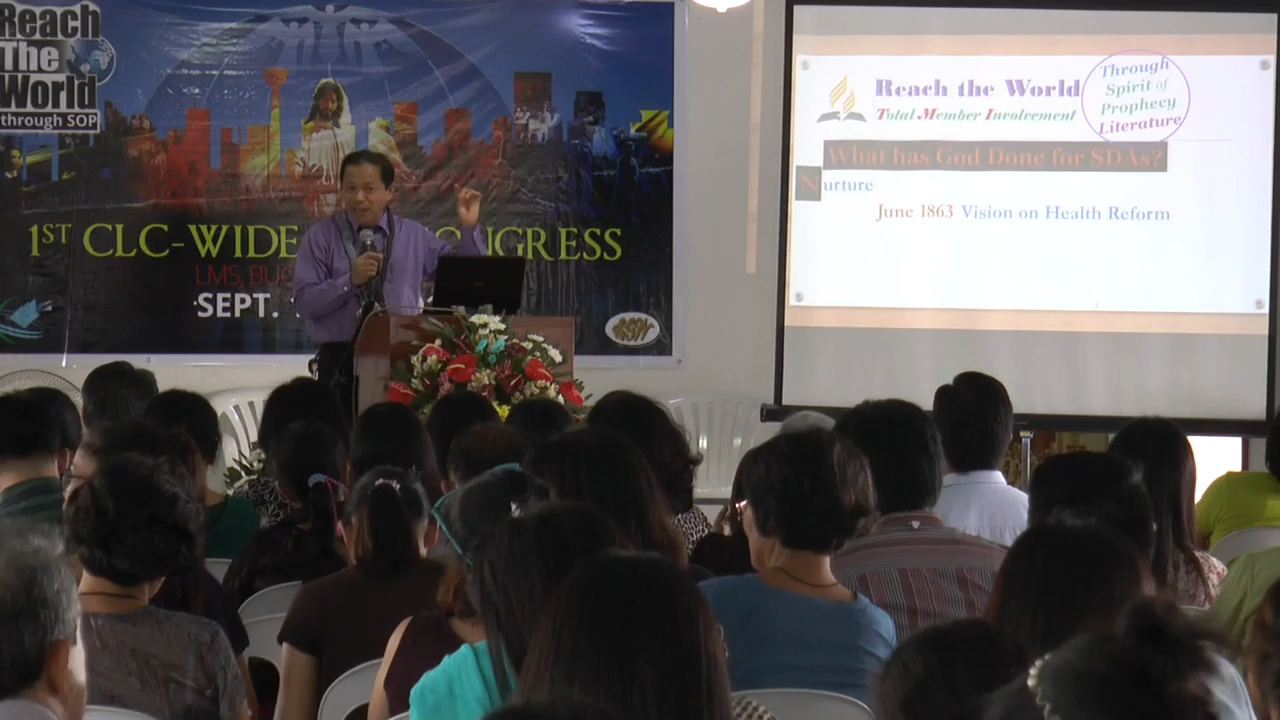 Reach
The
World
through SOP
1ST CLC-WIDE
LMS,
SEPT.
Reach the World
Total Member Involvement
Through
Spirit of
Prophecy
Literature
What has God Done for SDAs?
Nurture
June 1863 Vision on Health Reform